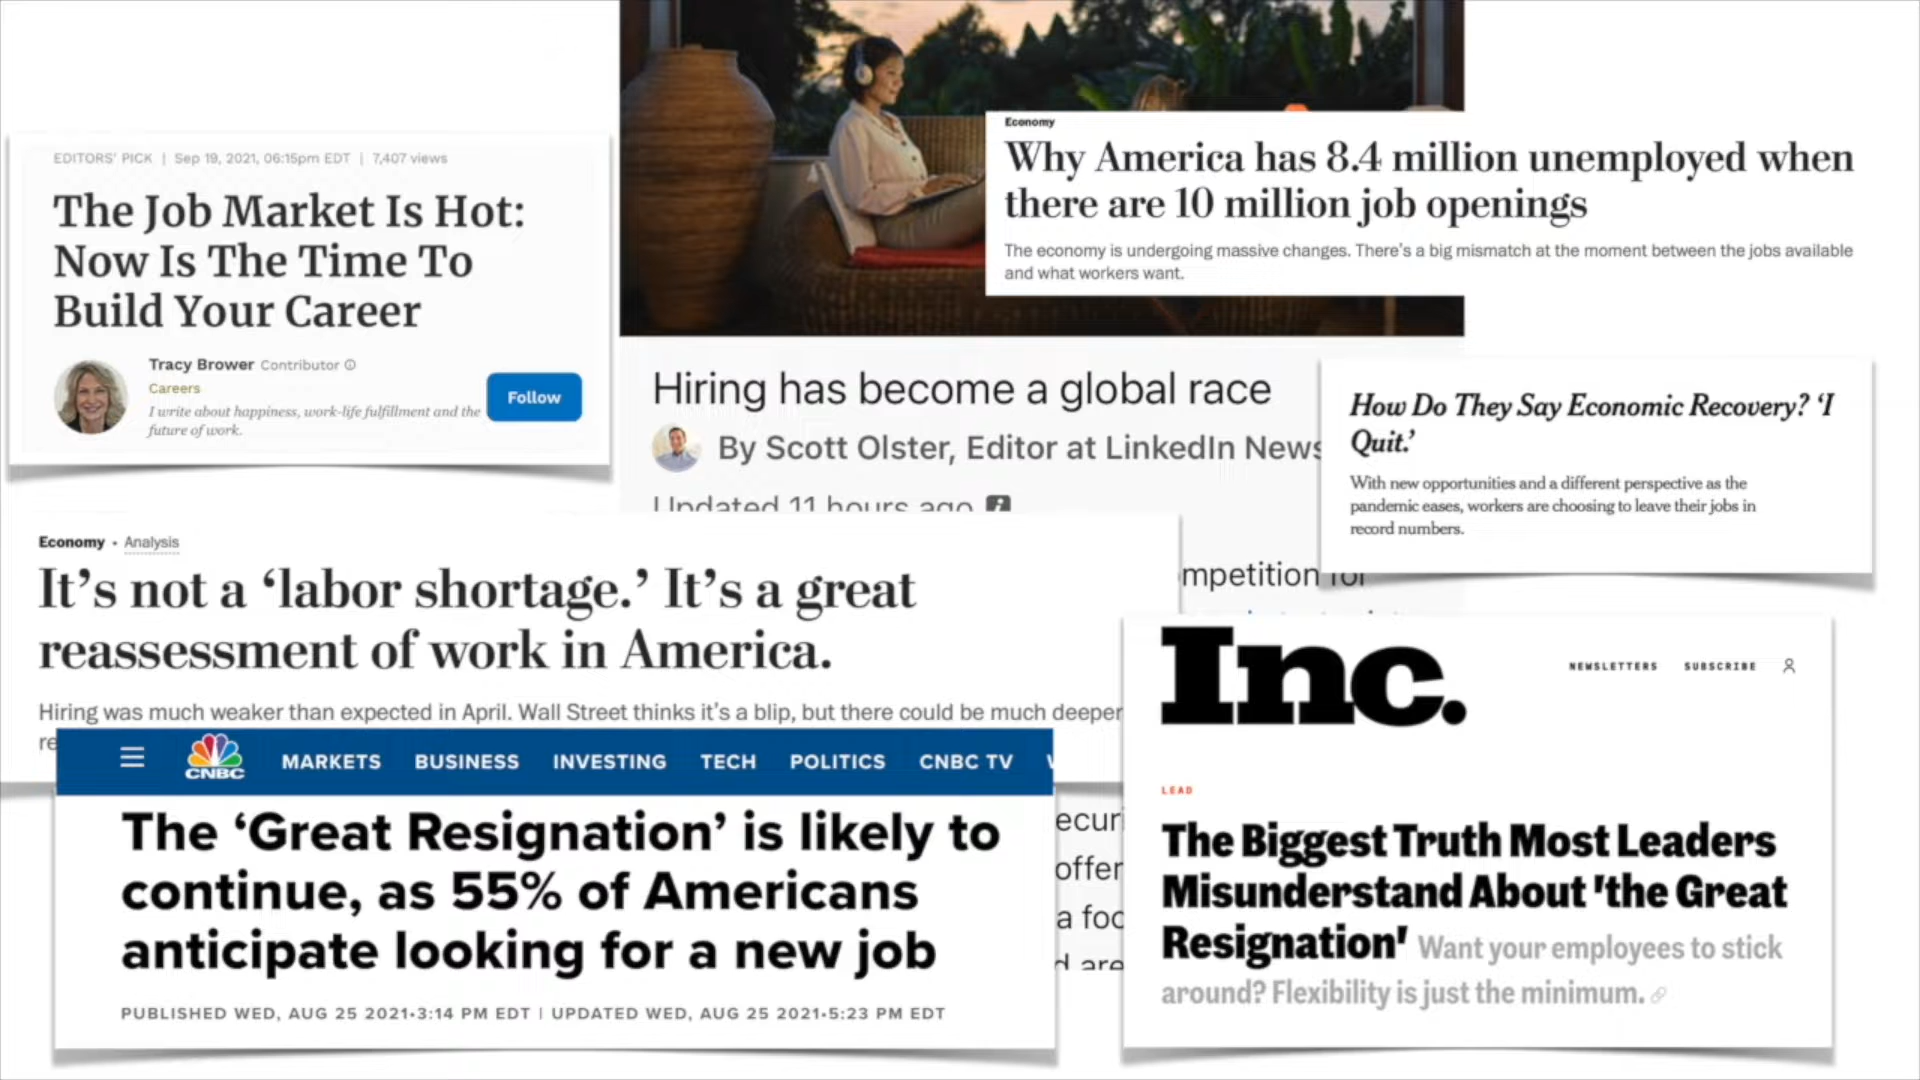 EDITORS' PICK | Sep 19, 2021, 06:15pm EDT | 7,407 views
The Job Market Is Hot:
Now Is The Time To
Build Your Career
Tracy Brower Contributor
Careers
I write about happiness, work-life fulfillment and the
future of work.
Follow
Economy
Why America has 8.4 million unemployed when
there are 10 million job openings
The economy is undergoing massive changes. There's a big mismatch at the moment between the jobs available
and what workers want.
Hiring has become a global race
By Scott Olster, Editor at LinkedIn News
Updated 11 hours ago
How Do They Say Economic Recovery? 'I
Quit.'
With new opportunities and a different perspective as the
pandemic eases, workers are choosing to leave their jobs in
record numbers.
Economy • Analysis
It's not a 'labor shortage.' It's a great
reassessment of work in America.
Hiring was much weaker than expected in April. Wall Street thinks it's a blip, but there could be much deeper
CNBC
MARKETS BUSINESS INVESTING TECH POLITICS CNBC TV
The 'Great Resignation' is likely to
continue, as 55% of Americans
anticipate looking for a new job
PUBLISHED WED, AUG 25 2021•3:14 PM EDT | UPDATED WED, AUG 25 2021•5:23 PM EDT
Inc.
NEWSLETTERS SUBSCRIBE
LEAD
The Biggest Truth Most Leaders
Misunderstand About 'the Great
Resignation' Want your employees to stick
around? Flexibility is just the minimum.